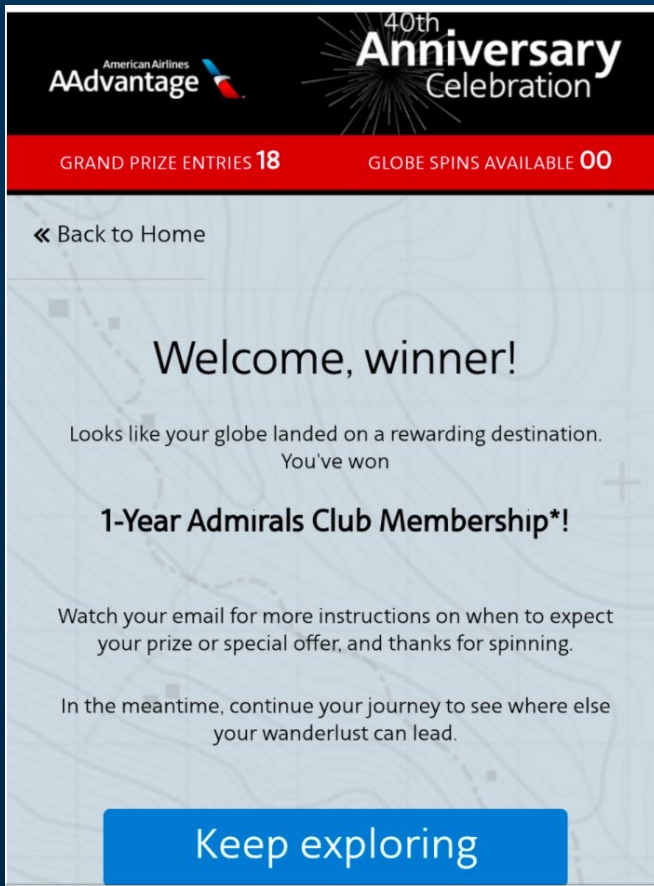 American Airlines
AAdvantage
40th
Anniversary
Celebration
GRAND PRIZE ENTRIES 18
GLOBE SPINS AVAILABLE 00
« Back to Home
Welcome, winner!
Looks like your globe landed on a rewarding destination.
You've won
1-Year Admirals Club Membership*!
Watch your email for more instructions on when to expect
your prize or special offer, and thanks for spinning.
In the meantime, continue your journey to see where else
your wanderlust can lead.
Keep exploring